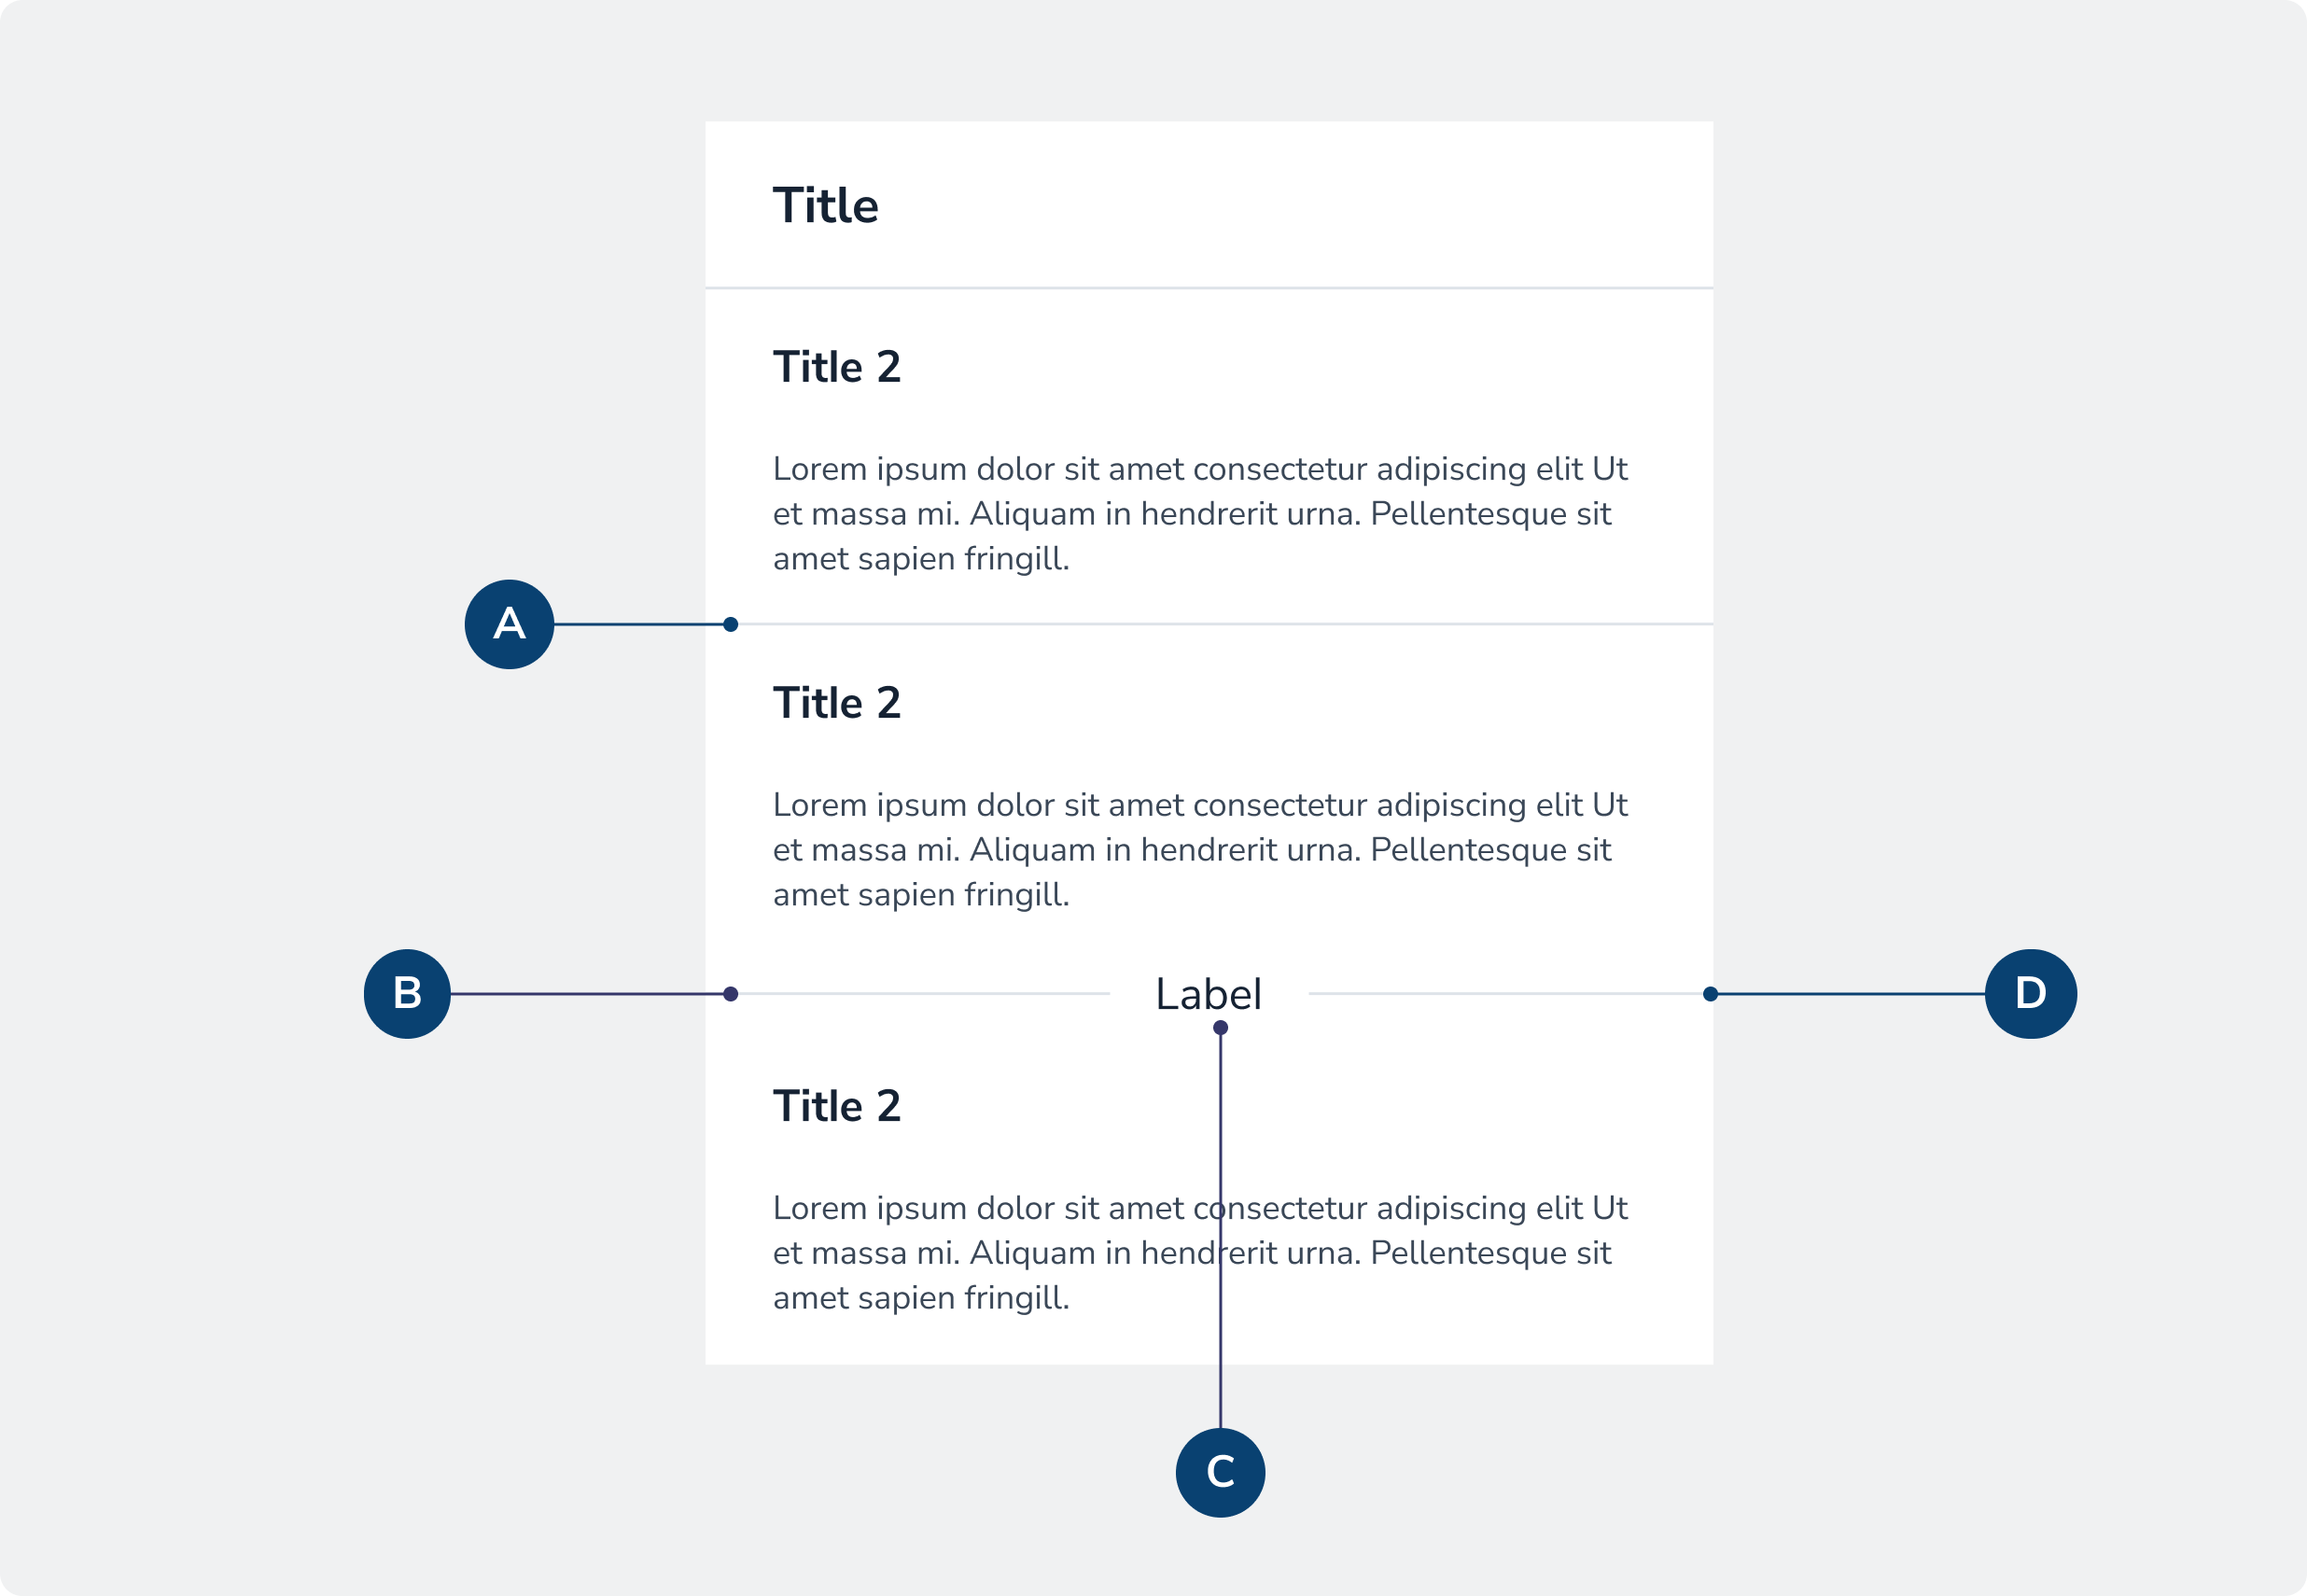 Title
Title 2
Lorem ipsum dolor sit amet consectetur adipiscing elit Ut
et massa mi. Aliquam in hendrerit urna. Pellentesque sit
amet sapien fringill.
A
Title 2
Lorem ipsum dolor sit amet consectetur adipiscing elit Ut
et massa mi. Aliquam in hendrerit urna. Pellentesque sit
amet sapien fringill.
B
Label
D
Title 2
Lorem ipsum dolor sit amet consectetur adipiscing elit Ut
et massa mi. Aliquam in hendrerit urna. Pellentesque sit
amet sapien fringill.
C